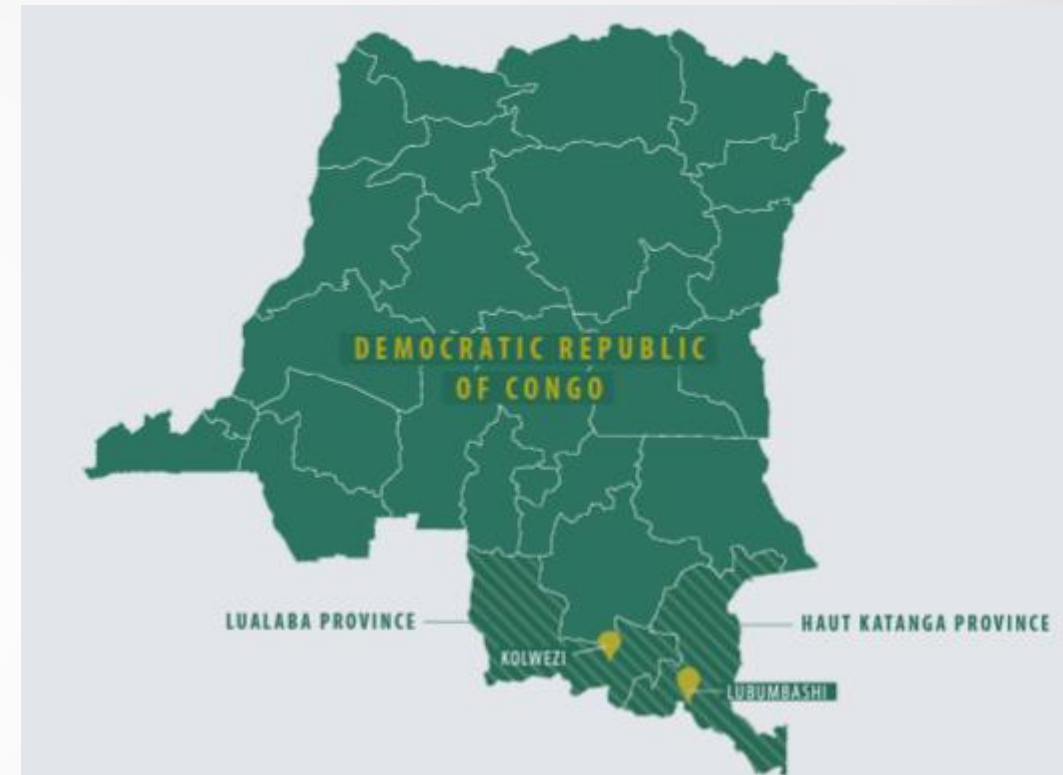 DEMOCRATIC REPUBLIC
OF CONGO
LUALABA PROVINCE
HAUT KATANGA PROVINCE
KOLWEZI
LUBUMBASHI